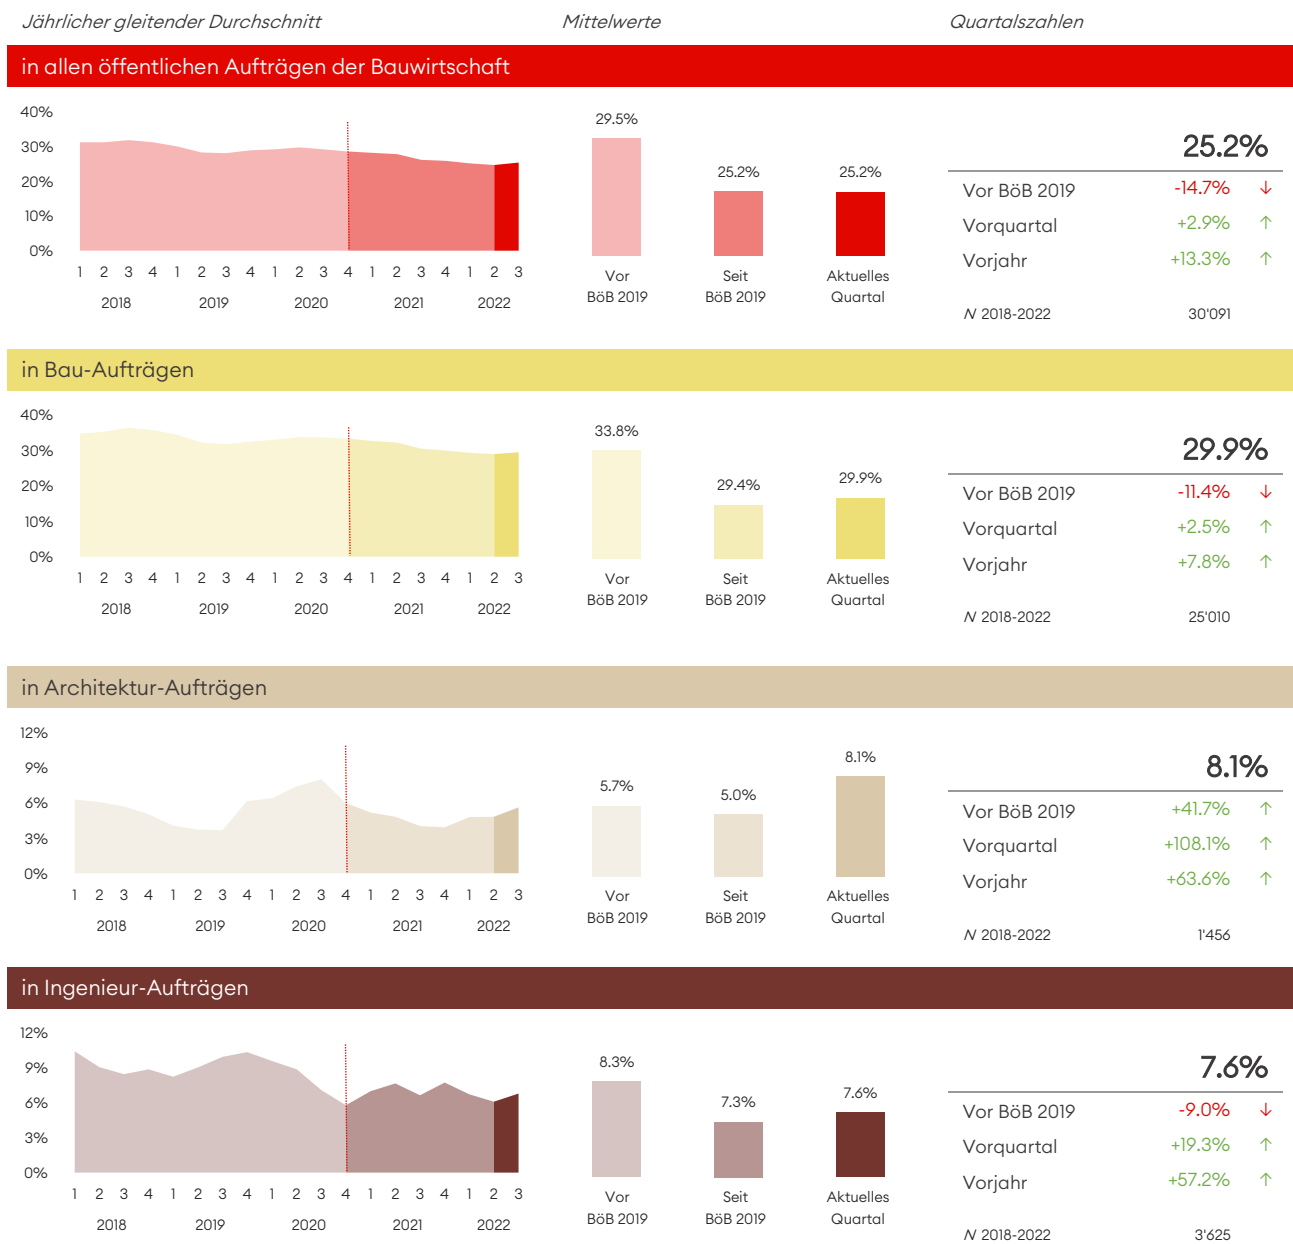 Jährlicher gleitender Durchschnitt Mittelwerte Quartalszahlen
in allen öffentlichen Aufträgen der Bauwirtschaft
40%
30%
20%
10%
0%
1 2 3 4 1 2 3 4 1 2 3 4 1 2 3 4 1 2 3
2018 2019 2020 2021 2022
29.5% 25.2% 25.2%
Vor Seit Aktuelles
BöB 2019 BöB 2019 Quartal
25.2%
Vor BöB 2019 -14.7% ↓
Vorquartal +2.9% ↑
Vorjahr +13.3% ↑
N 2018-2022 30'091
in Bau-Aufträgen
40%
30%
20%
10%
0%
1 2 3 4 1 2 3 4 1 2 3 4 1 2 3 4 1 2 3
2018 2019 2020 2021 2022
33.8% 29.4% 29.9%
Vor Seit Aktuelles
BöB 2019 BöB 2019 Quartal
29.9%
Vor BöB 2019 -11.4% ↓
Vorquartal +2.5% ↑
Vorjahr +7.8% ↑
N 2018-2022 25'010
in Architektur-Aufträgen
12%
9%
6%
3%
0%
1 2 3 4 1 2 3 4 1 2 3 4 1 2 3 4 1 2 3
2018 2019 2020 2021 2022
5.7% 5.0% 8.1%
Vor Seit Aktuelles
BöB 2019 BöB 2019 Quartal
8.1%
Vor BöB 2019 +41.7% ↑
Vorquartal +108.1% ↑
Vorjahr +63.6% ↑
N 2018-2022 1'456
in Ingenieur-Aufträgen
12%
9%
6%
3%
0%
1 2 3 4 1 2 3 4 1 2 3 4 1 2 3 4 1 2 3
2018 2019 2020 2021 2022
8.3% 7.3% 7.6%
Vor Seit Aktuelles
BöB 2019 BöB 2019 Quartal
7.6%
Vor BöB 2019 -9.0% ↓
Vorquartal +19.3% ↑
Vorjahr +57.2% ↑
N 2018-2022 3'625